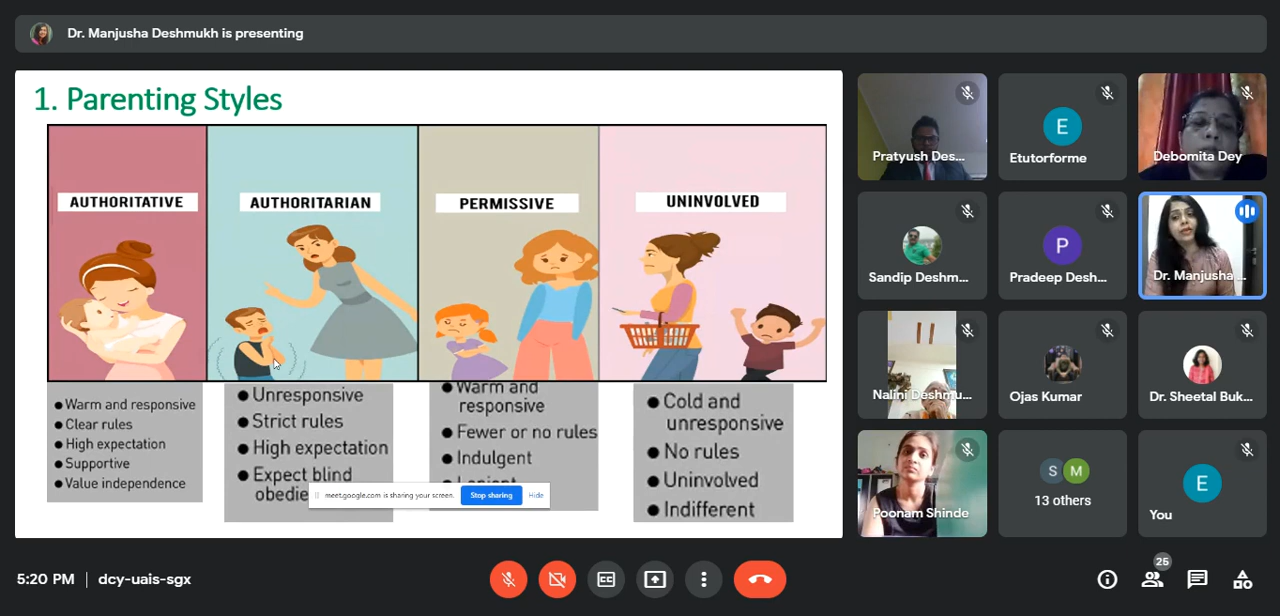 Dr. Manjusha Deshmukh is presenting
1. Parenting Styles
AUTHORITATIVE
AUTHORITARIAN
PERMISSIVE
UNINVOLVED
● Warm and responsive
● Clear rules
● High expectation
● Supportive
● Value independence
● Unresponsive
● Strict rules
● High expectation
● Expect blind
obedie
● Warm and
responsive
● Fewer or no rules
● Indulgent
● Lenient
● Cold and
unresponsive
● No rules
● Uninvolved
● Indifferent
meet.google.com is sharing your screen.
Stop sharing
Hide
Pratyush Des...
E
Etutorforme
Debomita Dey
Sandip Deshm...
P
Pradeep Desh...
Dr. Manjusha ...
Nalini Deshmu...
Ojas Kumar
Dr. Sheetal Buk...
Poonam Shinde
S M
13 others
E
You
5:20 PM | dcy-uais-sgx
CC
25